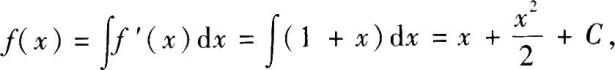 f(x) = ∫f′(x)dx = ∫(1 + x)dx = x + x²/2 + C,